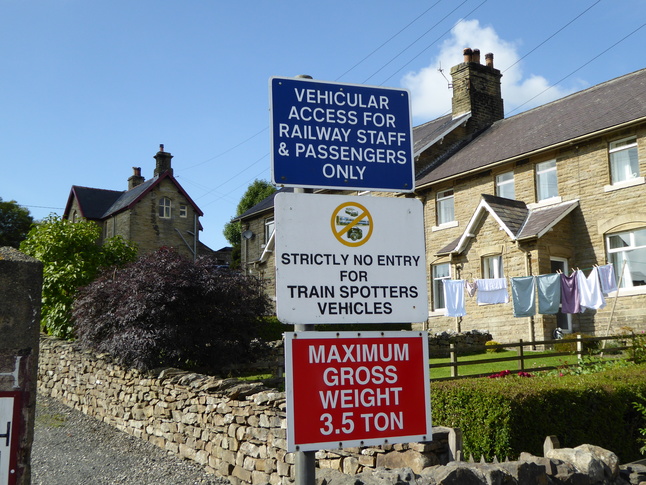 VEHICULAR
ACCESS FOR
RAILWAY STAFF
& PASSENGERS
ONLY
STRICTLY NO ENTRY
FOR
TRAIN SPOTTERS
VEHICLES
MAXIMUM
GROSS
WEIGHT
3.5 TON